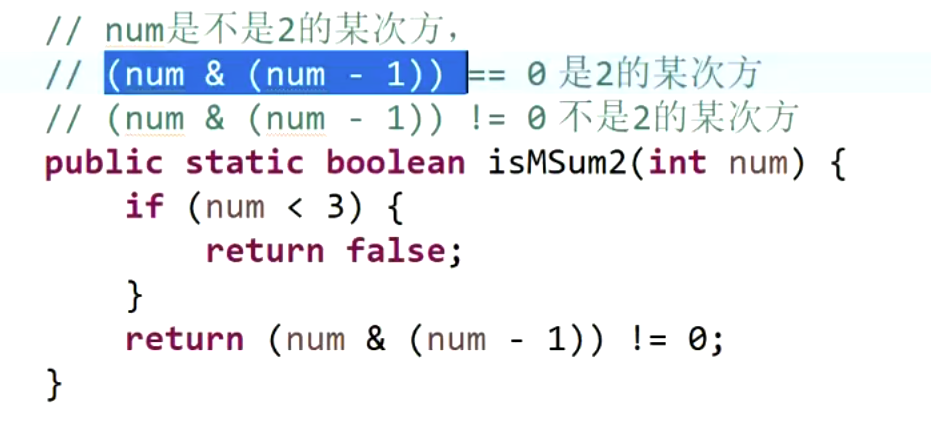 // num是不是2的某次方，
// (num & (num - 1)) == 0 是2的某次方
// (num & (num - 1)) != 0 不是2的某次方
public static boolean isMSum2(int num) {
    if (num < 3) {
        return false;
    }
    return (num & (num - 1)) != 0;
}